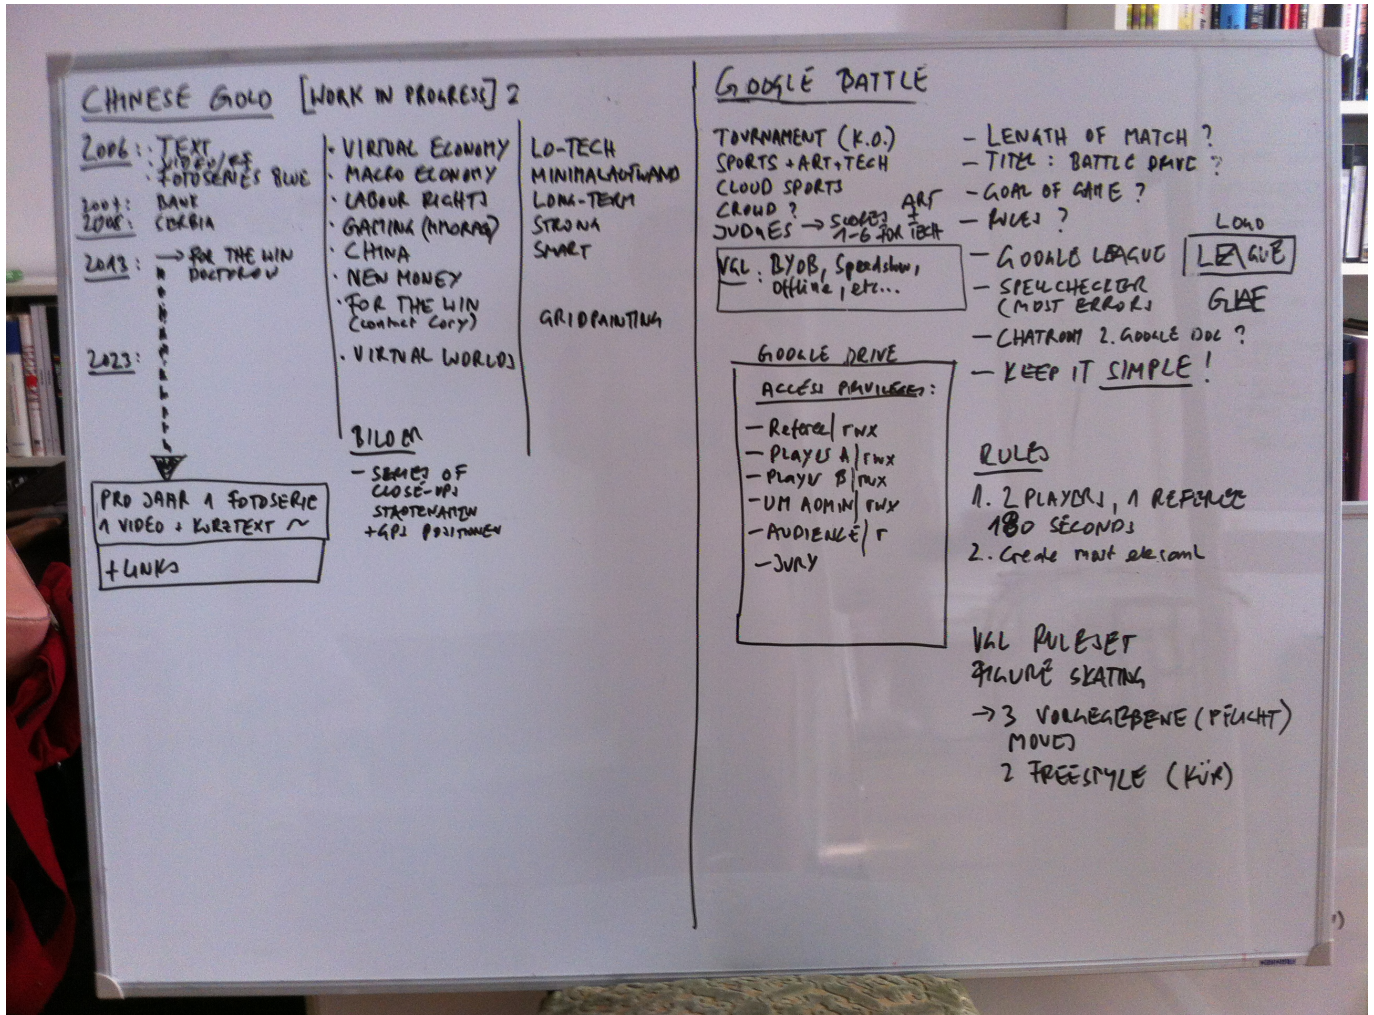 CHINESE GOLD [WORK IN PROGRESS] 2
2006: · TEXT
· VIDEO/
· FOTOSERIES BLUE
BANK
2008: SERBIA
2013: → FOR THE WIN
DOCTOROW
2023:
PRO JAAR 1 FOTOSERIE
1 VIDEO + KURZTEXT ~
+ LINKS
· VIRTUAL ECONOMY
· MACRO ECONOMY
· LABOUR RIGHTS
· GAMING (MMORPG)
· CHINA
· NEW MONEY
· FOR THE WIN
(contact Cory)
· VIRTUAL WORLDS
BILDER
- SERIES OF
CLOSE-UPS
STADTENAMEN
+ GPS POSITIONEN
LO-TECH
MINIMALAUFWAND
LONG-TERM
STRONG
SMART
GRIDPAINTING
GOOGLE BATTLE
TOURNAMENT (K.O.)
SPORTS + ART + TECH
CLOUD SPORTS
CROWD ?
JUDGES → SCORES ART +
1-6 FOR TECH
VGL: BYOB, Speedshow,
Offline, etc...
GOOGLE DRIVE
ACCESS PRIVILEGES:
- Referee/ rwx
- PLAYER A/ rwx
- PLAYER B/ rwx
- UM ADMIN/ rwx
- AUDIENCE/ r
- JURY
- LENGTH OF MATCH ?
- TITEL: BATTLE DRIVE ?
- GOAL OF GAME ?
- RULES ?
- GOOGLE LEAGUE
- SPELLCHECKER
(MOST ERRORS
- CHATROOM 2. GOOGLE DOC ?
- KEEP IT SIMPLE !
LOGO
LEAGUE
RULES
1. 2 PLAYERS, 1 REFEREE
180 SECONDS
2. Create most
VGL RULESET
FIGURE SKATING
→ 3 VORGEGEBENE (PFLICHT)
MOVES
2 FREESTYLE (KÜR)